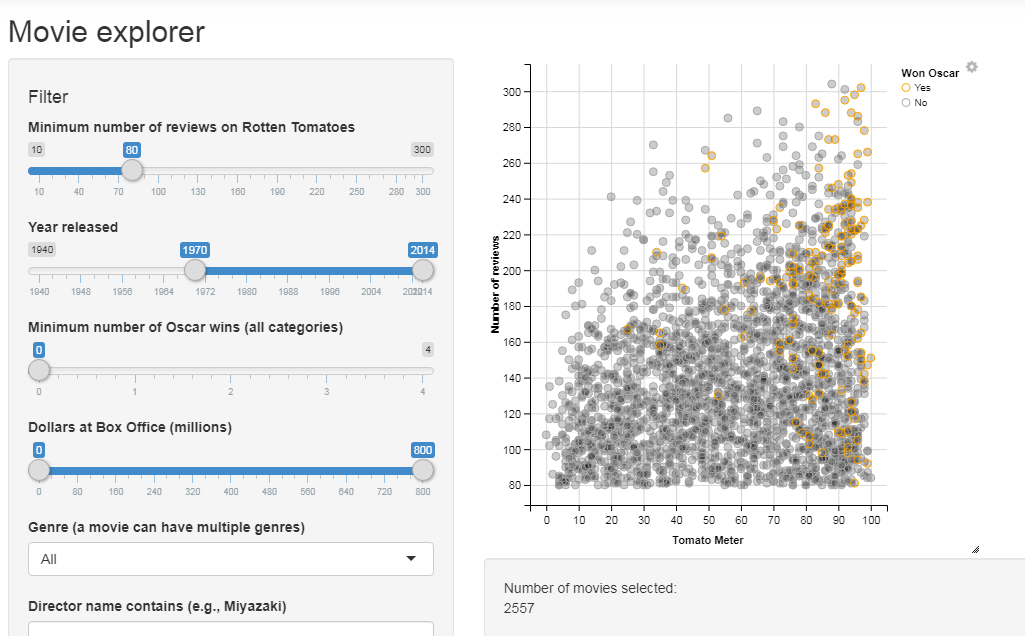 Movie explorer
Filter
Minimum number of reviews on Rotten Tomatoes
10 80 300
10 40 70 100 130 160 190 220 250 280 300
Year released
1940 1970 2014
1940 1948 1956 1964 1972 1980 1988 1996 2004 2014
Minimum number of Oscar wins (all categories)
0 4
0 1 2 3 4
Dollars at Box Office (millions)
0 800
0 80 160 240 320 400 480 560 640 720 800
Genre (a movie can have multiple genres)
All
Director name contains (e.g., Miyazaki)
Number of reviews
300
280
260
240
220
200
180
160
140
120
100
80
0 10 20 30 40 50 60 70 80 90 100
Tomato Meter
Won Oscar
Yes
No
Number of movies selected:
2557